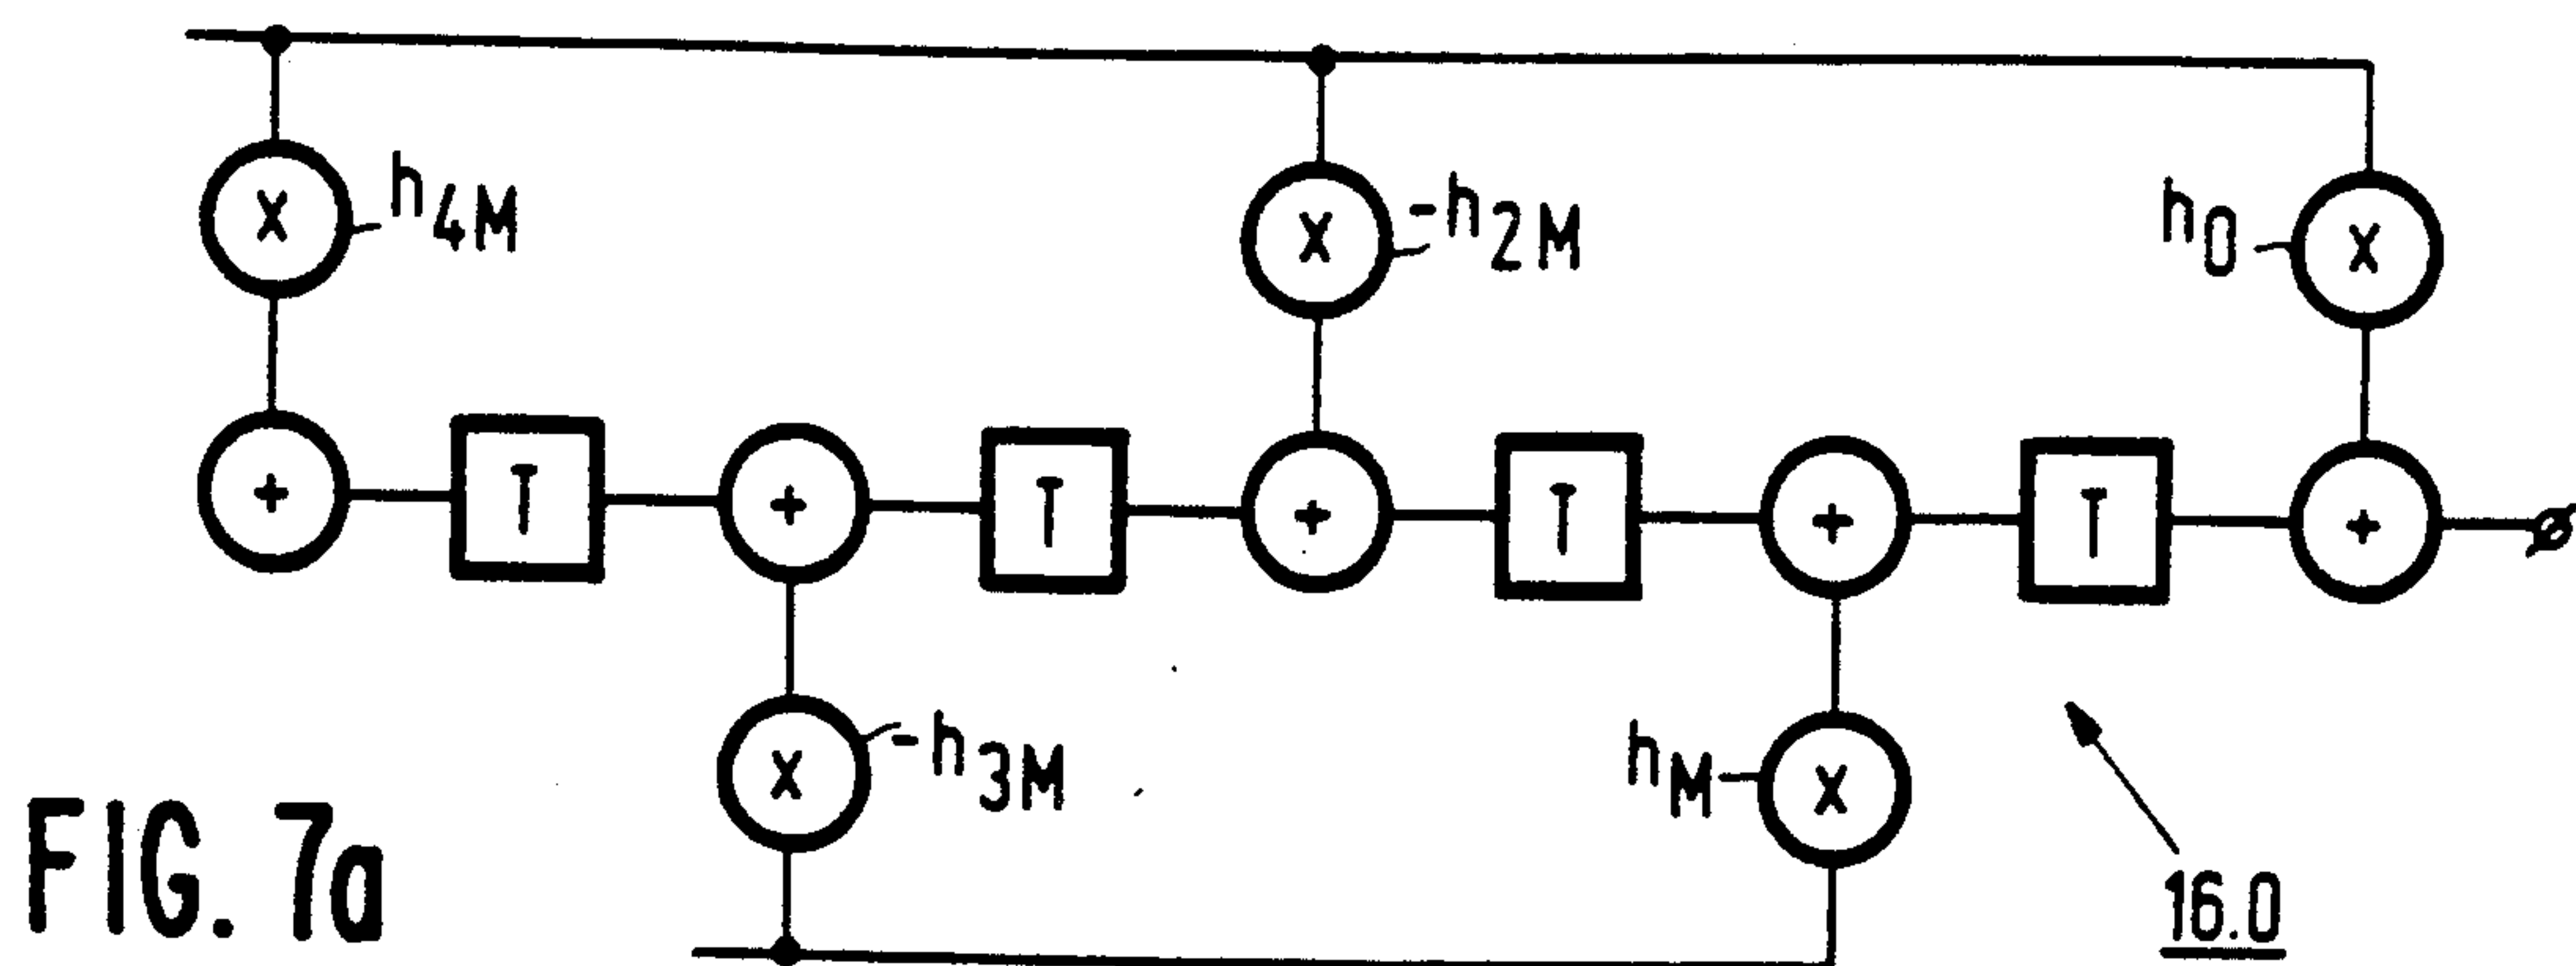 X h4M
X -h2M
h0 X
+ T + T + T + T +
X -h3M
hM X
FIG. 7a
16.0